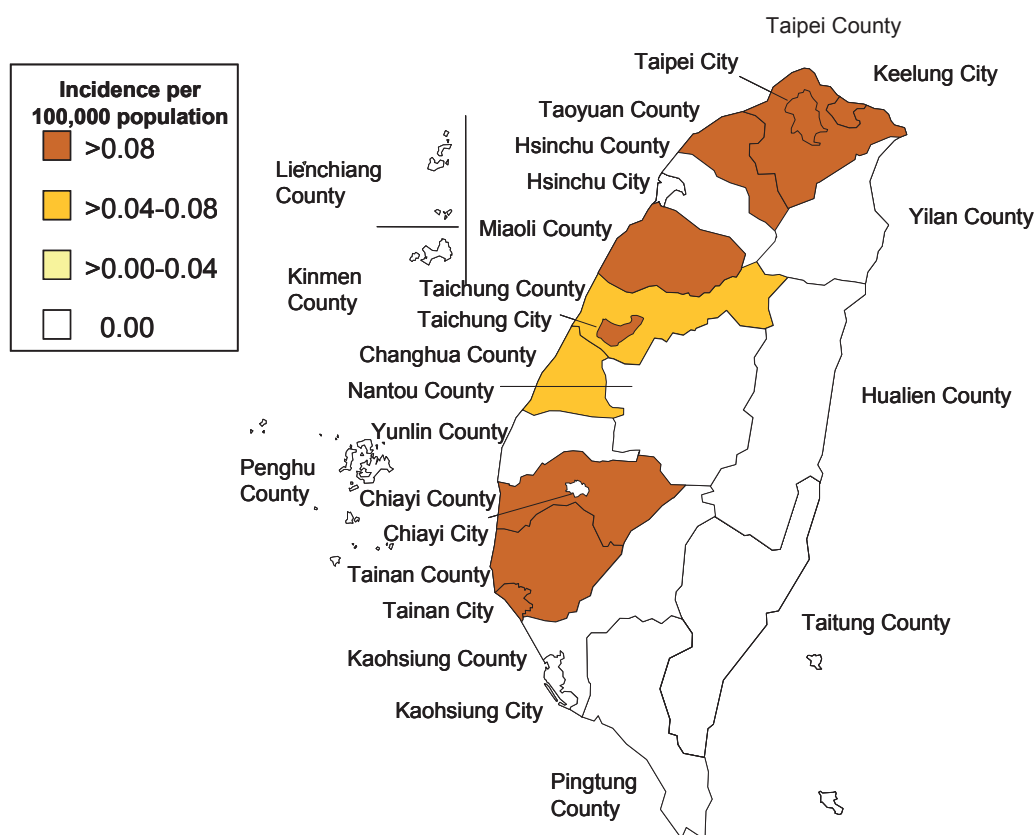 Taipei County
Taipei City
Keelung City
Incidence per
100,000 population
>0.08
>0.04-0.08
>0.00-0.04
0.00
Taoyuan County
Hsinchu County
Hsinchu City
Lienchiang
County
Yilan County
Miaoli County
Kinmen
County
Taichung County
Taichung City
Changhua County
Nantou County
Hualien County
Yunlin County
Penghu
County
Chiayi County
Chiayi City
Tainan County
Tainan City
Taitung County
Kaohsiung County
Kaohsiung City
Pingtung
County